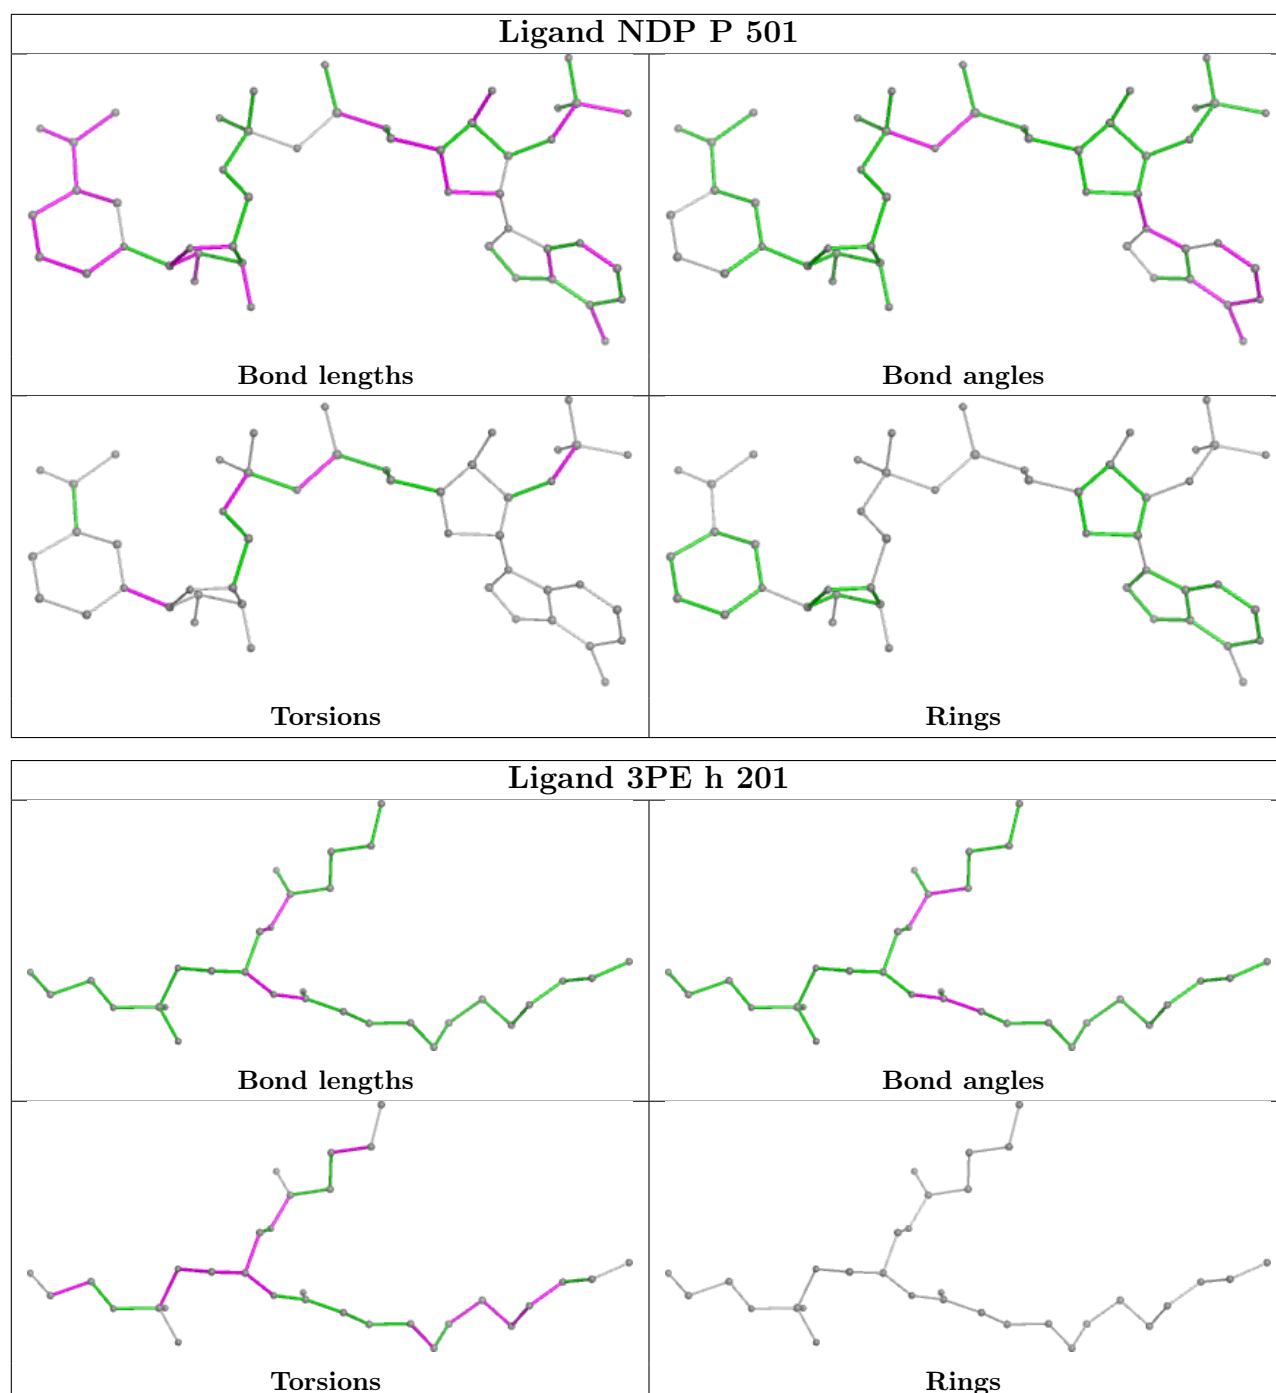 Ligand NDP P 501
Bond lengths
Bond angles
Torsions
Rings
Ligand 3PE h 201
Bond lengths
Bond angles
Torsions
Rings